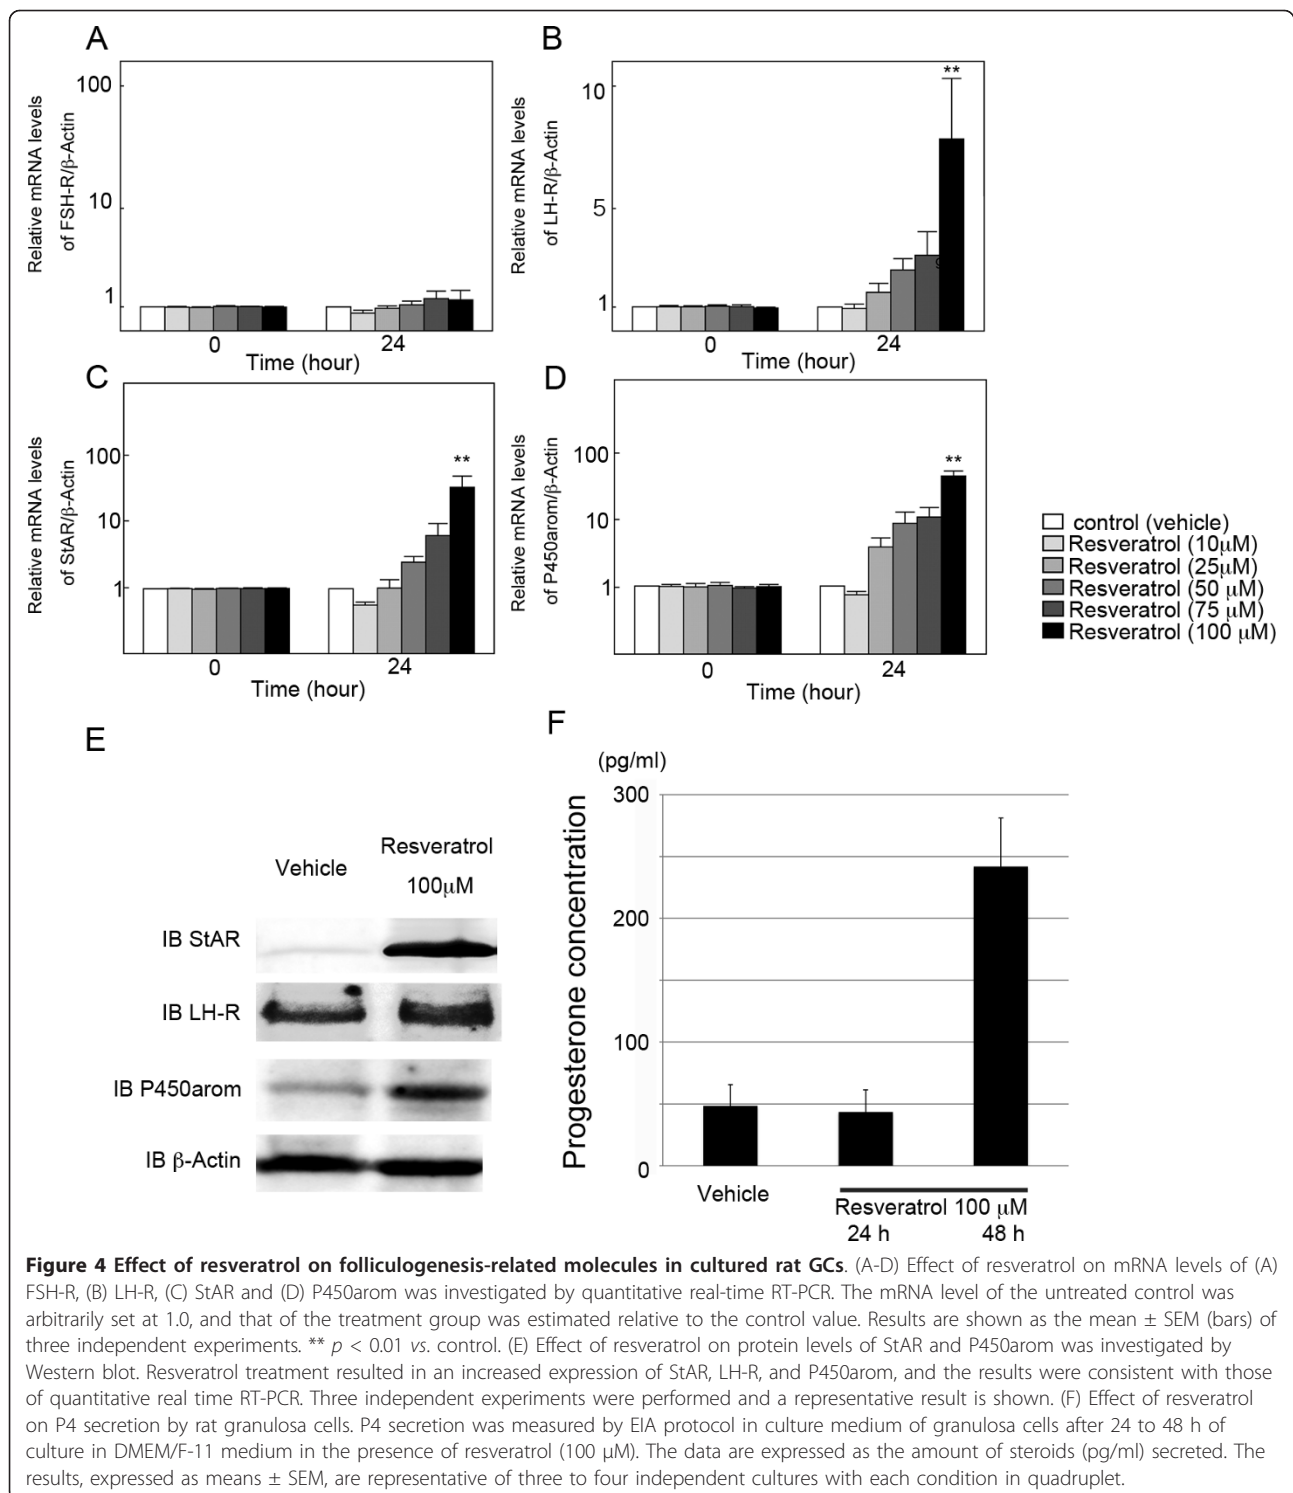 A
Relative mRNA levels
of FSH-R/β-Actin
100
10
1
0
24
Time (hour)
B
Relative mRNA levels
of LH-R/β-Actin
10
5
1
**
0
24
Time (hour)
C
Relative mRNA levels
of StAR/β-Actin
100
10
1
**
0
24
Time (hour)
D
Relative mRNA levels
of P450arom/β-Actin
100
10
1
**
0
24
Time (hour)
control (vehicle)
Resveratrol (10μM)
Resveratrol (25μM)
Resveratrol (50 μM)
Resveratrol (75 μM)
Resveratrol (100 μM)
E
Vehicle
Resveratrol
100μM
IB StAR
IB LH-R
IB P450arom
IB β-Actin
F
(pg/ml)
Progesterone concentration
300
200
100
0
Vehicle
Resveratrol 100 μM
24 h
48 h
Figure 4 Effect of resveratrol on folliculogenesis-related molecules in cultured rat GCs. (A-D) Effect of resveratrol on mRNA levels of (A)
FSH-R, (B) LH-R, (C) StAR and (D) P450arom was investigated by quantitative real-time RT-PCR. The mRNA level of the untreated control was
arbitrarily set at 1.0, and that of the treatment group was estimated relative to the control value. Results are shown as the mean ± SEM (bars) of
three independent experiments. ** p < 0.01 vs. control. (E) Effect of resveratrol on protein levels of StAR and P450arom was investigated by
Western blot. Resveratrol treatment resulted in an increased expression of StAR, LH-R, and P450arom, and the results were consistent with those
of quantitative real time RT-PCR. Three independent experiments were performed and a representative result is shown. (F) Effect of resveratrol
on P4 secretion by rat granulosa cells. P4 secretion was measured by EIA protocol in culture medium of granulosa cells after 24 to 48 h of
culture in DMEM/F-11 medium in the presence of resveratrol (100 μM). The data are expressed as the amount of steroids (pg/ml) secreted. The
results, expressed as means ± SEM, are representative of three to four independent cultures with each condition in quadruplet.